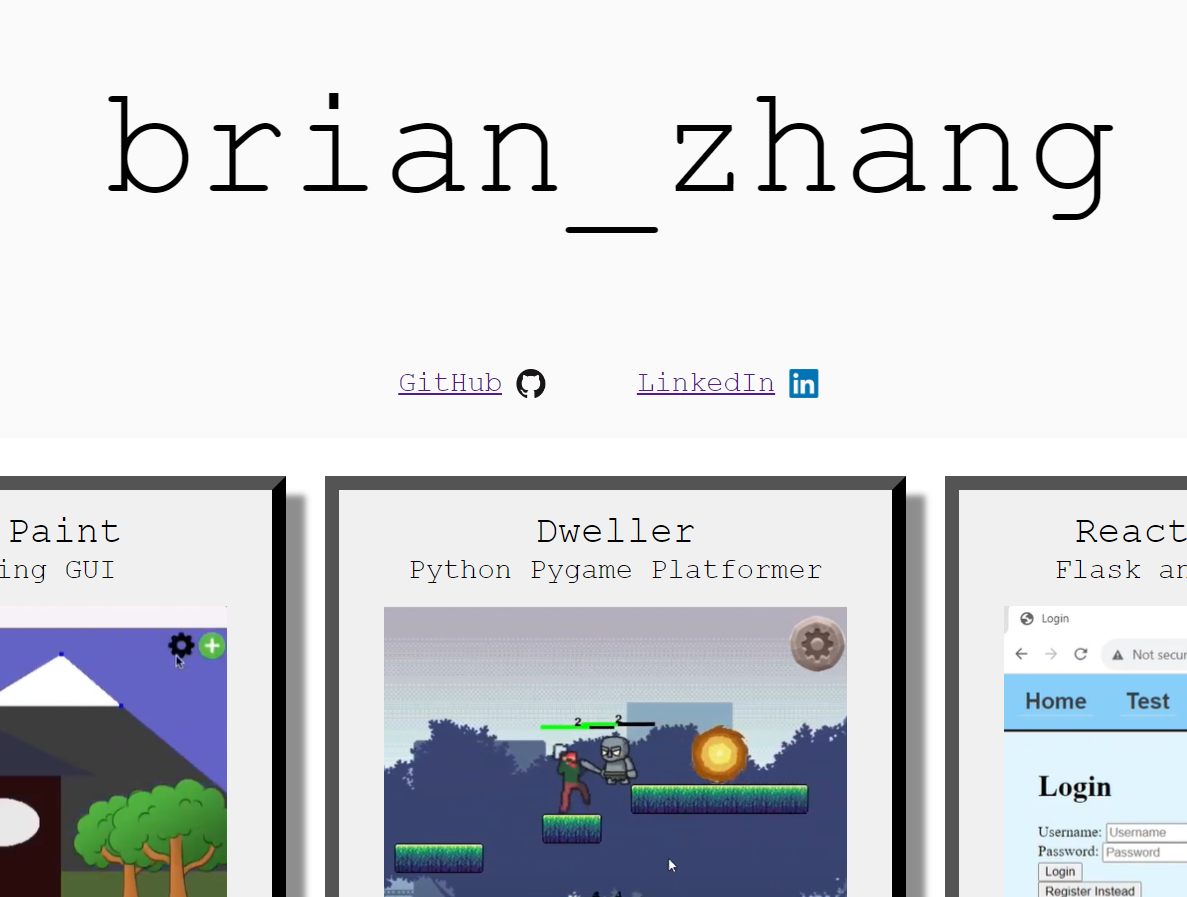 brian_zhang
GitHub
LinkedIn
in
Paint
ing GUI
Dweller
Python Pygame Platformer
2
2
React
Flask an
Login
Not secur
Home
Test
Login
Username:
Username
Password:
Password
Login
Register Instead